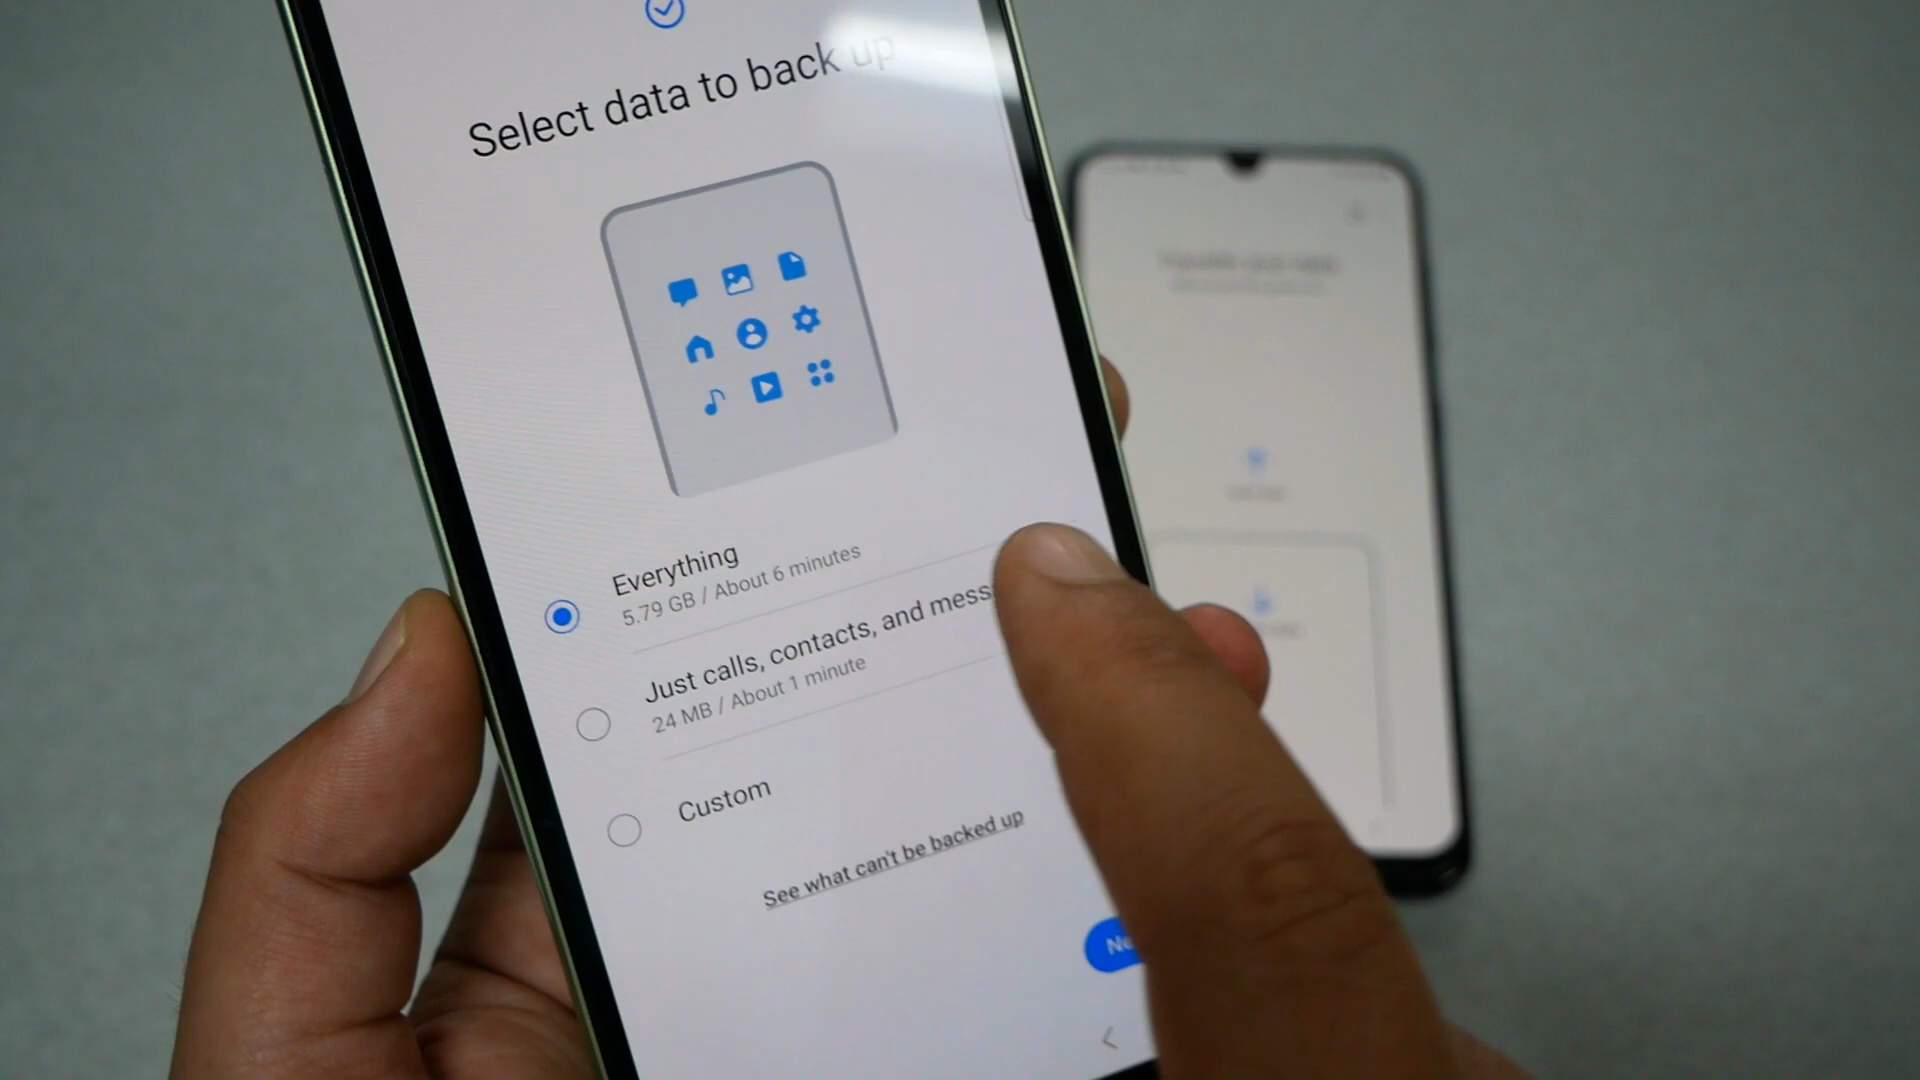 Select data to back up
Everything
5.79 GB / About 6 minutes
Just calls, contacts, and mess
24 MB / About 1 minute
Custom
See what can't be backed up
Ne